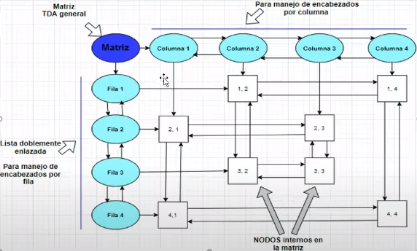 Matriz
TDA general
Para manejo de
encabezados
por columna
Matriz
Columna 1
Columna 2
Columna 3
Columna 4
Fila 1
1, 2
1, 4
Lista doblemente
enlazada
Para manejo de
encabezados por
fila
Fila 2
2, 1
2, 3
Fila 3
3, 2
3, 3
Fila 4
4,1
4, 4
NODOS internos en
la matriz